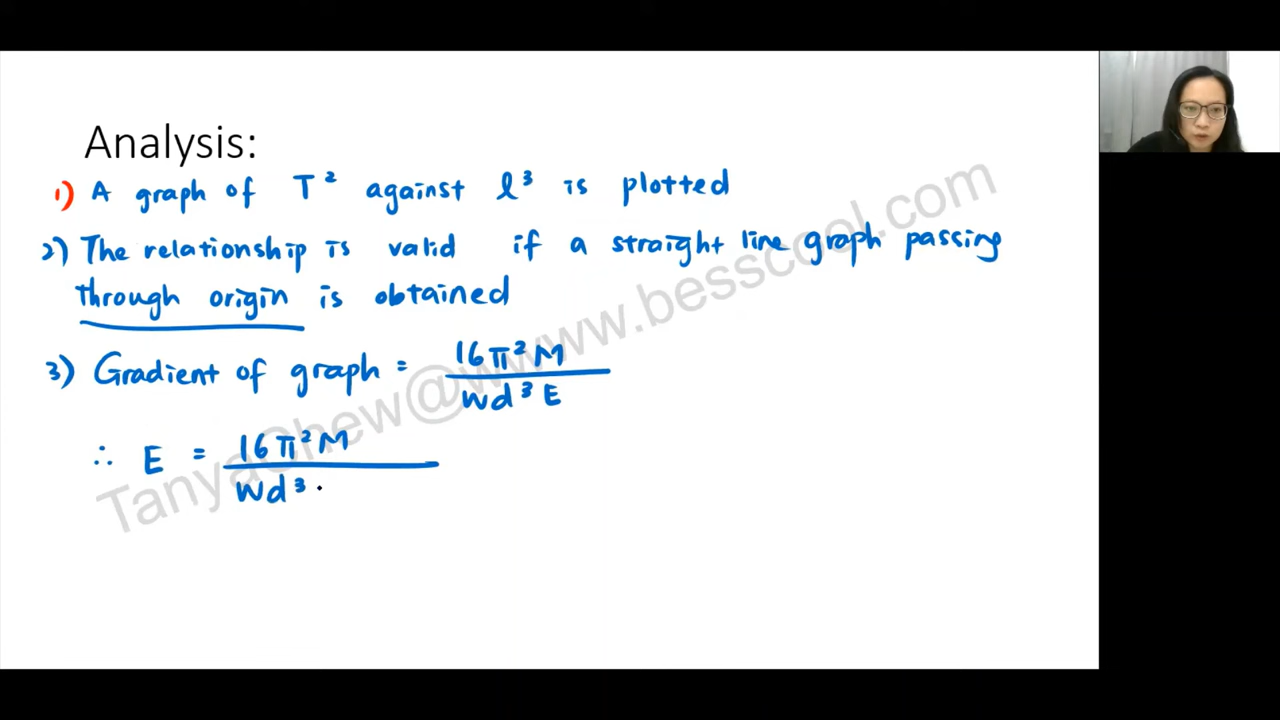 Analysis:
1) A graph of T² against l³ is plotted
2) The relationship is valid if a straight line graph passing
through origin is obtained
3) Gradient of graph = 16π²M / wd³E
∴ E = 16π²M / wd³
TanyaChew@www.besscool.com